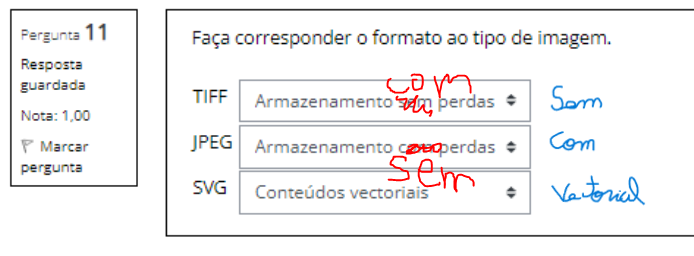 Pergunta 11
Resposta
guardada
Nota: 1,00
Marcar
pergunta
Faça corresponder o formato ao tipo de imagem.
com
TIFF Armazenamento sem perdas Sem
JPEG Armazenamento com perdas Com
sem
SVG Conteúdos vectoriais Vectorial